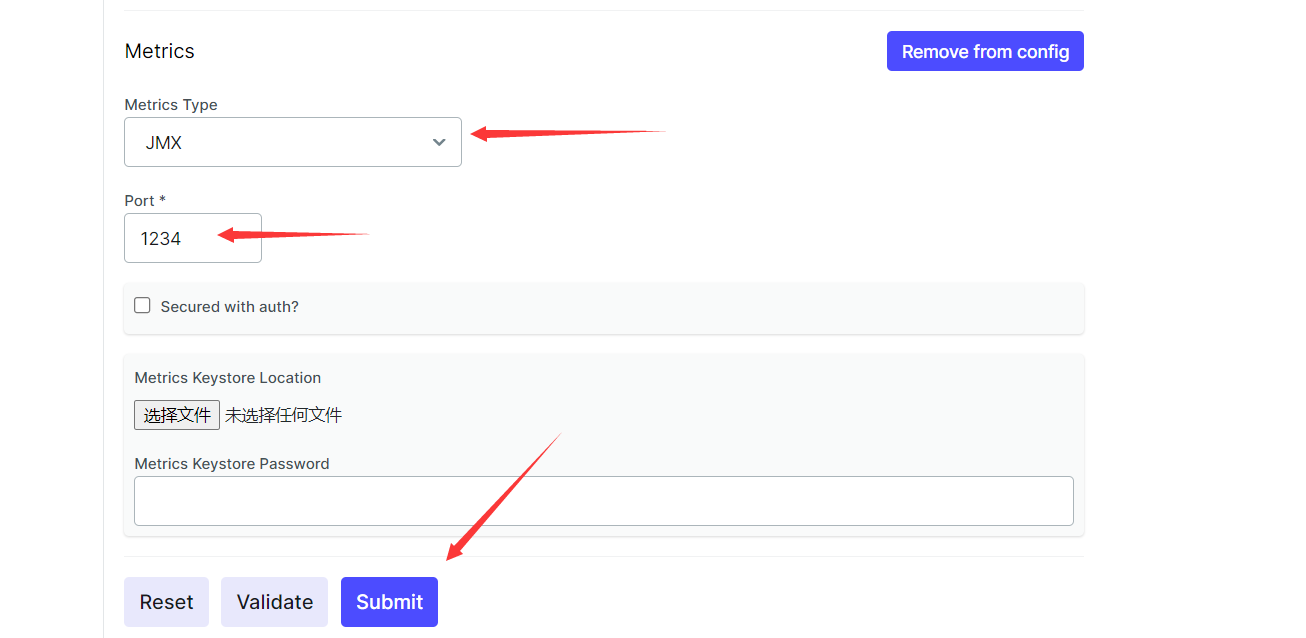 Metrics
Remove from config
Metrics Type
JMX
Port *
1234
Secured with auth?
Metrics Keystore Location
选择文件 未选择任何文件
Metrics Keystore Password
Reset Validate Submit